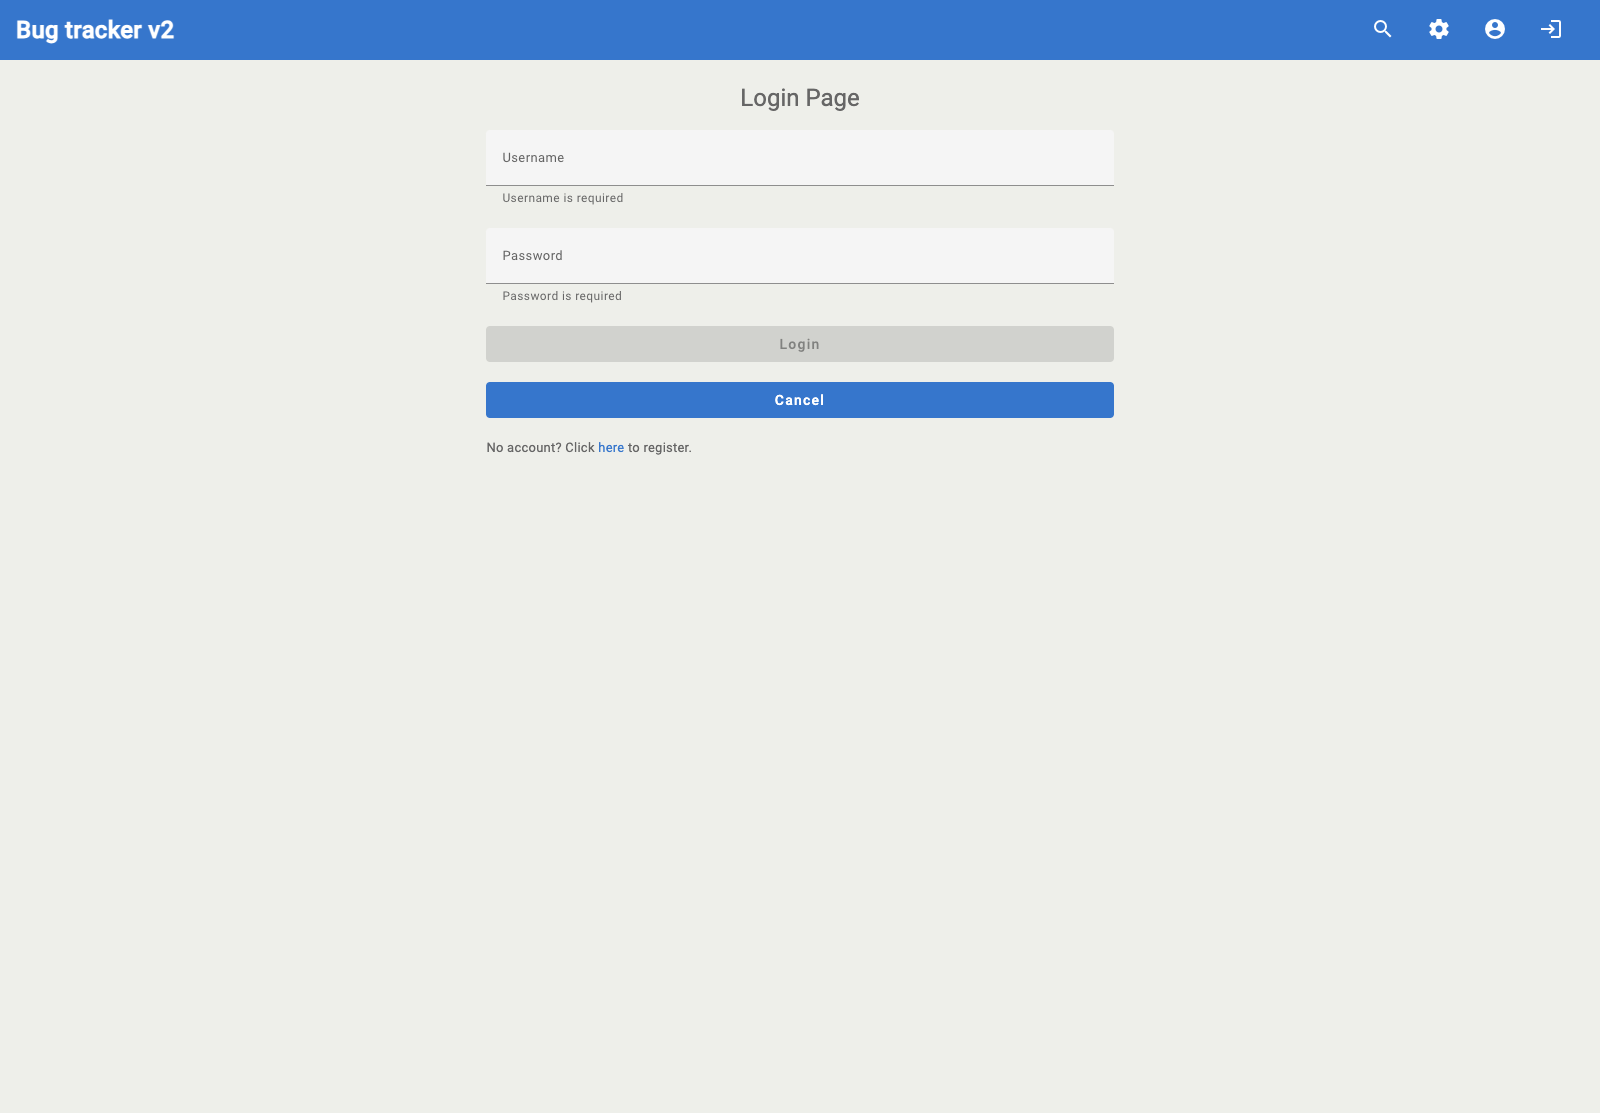 Bug tracker v2
Login Page
Username
Username is required
Password
Password is required
Login
Cancel
No account? Click here to register.